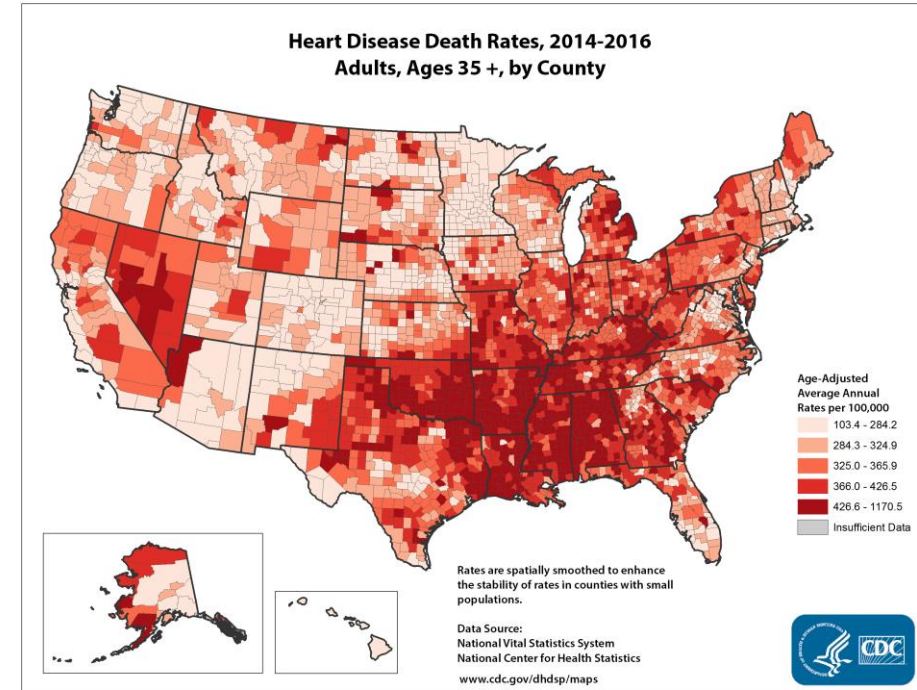 Heart Disease Death Rates, 2014-2016
Adults, Ages 35 +, by County
Age-Adjusted
Average Annual
Rates per 100,000
103.4 - 284.2
284.3 - 324.9
325.0 - 365.9
366.0 - 426.5
426.6 - 1170.5
Insufficient Data
Rates are spatially smoothed to enhance
the stability of rates in counties with small
populations.
Data Source:
National Vital Statistics System
National Center for Health Statistics
www.cdc.gov/dhdsp/maps
CDC